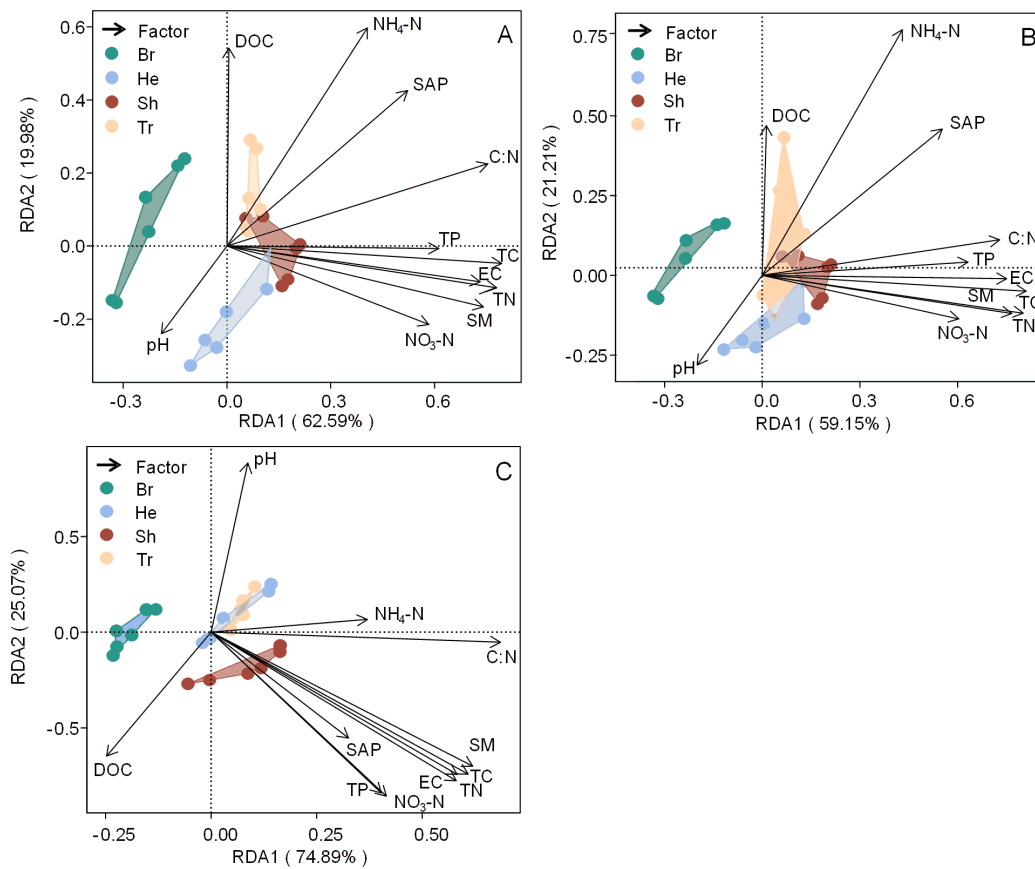 A
Factor
Br
He
Sh
Tr
DOC
NH₄-N
SAP
C:N
TP
TC
EC
TN
SM
NO₃-N
pH
0.6
0.4
0.2
0.0
-0.2
-0.3
0.0
0.3
0.6
RDA2 ( 19.98% )
RDA1 ( 62.59% )
B
Factor
Br
He
Sh
Tr
NH₄-N
DOC
SAP
C:N
TP
EC
SM
TC
TN
NO₃-N
pH
0.75
0.50
0.25
0.00
-0.25
-0.3
0.0
0.3
0.6
RDA2 ( 21.21% )
RDA1 ( 59.15% )
C
Factor
Br
He
Sh
Tr
pH
NH₄-N
C:N
SAP
SM
TC
EC
TN
TP
NO₃-N
DOC
0.5
0.0
-0.5
-0.25
0.00
0.25
0.50
RDA2 ( 25.07% )
RDA1 ( 74.89% )